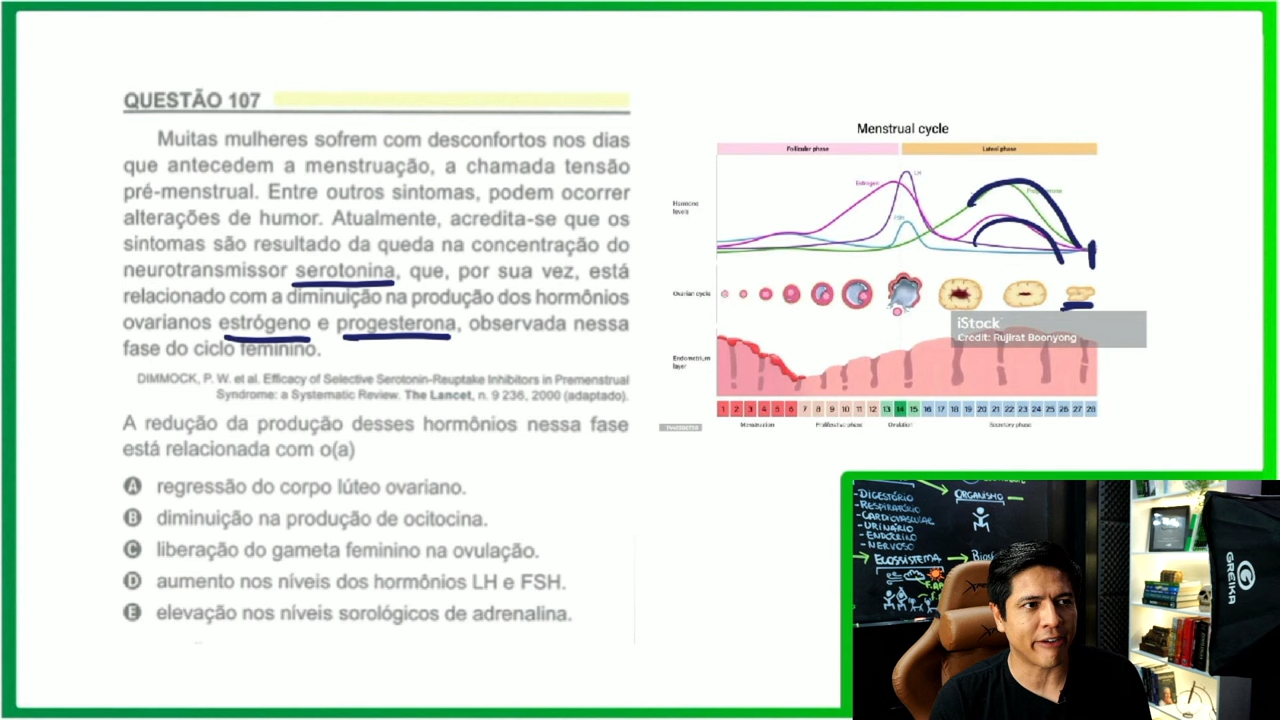 QUESTÃO 107
Muitas mulheres sofrem com desconfortos nos dias
que antecedem a menstruação, a chamada tensão
pré-menstrual. Entre outros sintomas, podem ocorrer
alterações de humor. Atualmente, acredita-se que os
sintomas são resultado da queda na concentração do
neurotransmissor serotonina, que, por sua vez, está
relacionado com a diminuição na produção dos hormônios
ovarianos estrógeno e progesterona, observada nessa
fase do ciclo feminino.
DIMMOCK, P. W. et al. Efficacy of Selective Serotonin-Reuptake Inhibitors in Premenstrual
Syndrome: a Systematic Review. The Lancet, n. 9 236, 2000 (adaptado).
A redução da produção desses hormônios nessa fase
está relacionada com o(a)
A regressão do corpo lúteo ovariano.
B diminuição na produção de ocitocina.
C liberação do gameta feminino na ovulação.
D aumento nos níveis dos hormônios LH e FSH.
E elevação nos níveis sorológicos de adrenalina.
Menstrual cycle
Follicular phase
Luteal phase
Hormone
levels
Estrogen
LH
FSH
Ovarian cycle
iStock
Credit: Rujirat Boonyong
Endometrium
layer
1 2 3 4 5 6 7 8 9 10 11 12 13 14 15 16 17 18 19 20 21 22 23 24 25 26 27 28
Menstruation
Proliferative phase
Ovulation
Secretory phase
-DIGESTÓRIO
-RESPIRATÓRIO
-CARDIOVASCULAR
-URINÁRIO
-ENDÓCRINO
-NERVOSO
ORGANISMO
ECOSSISTEMA
GREIKA